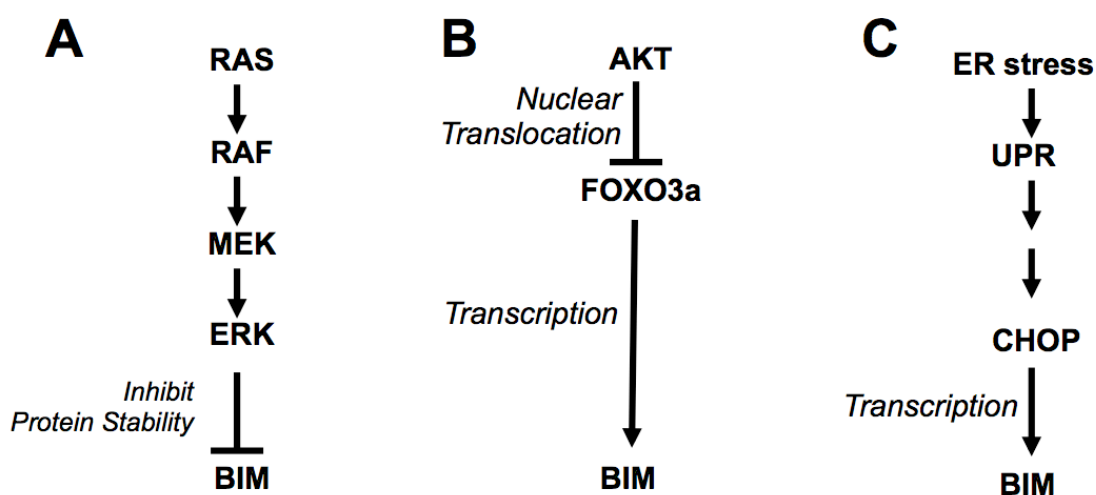 A
RAS
RAF
MEK
ERK
Inhibit
Protein Stability
BIM
B
AKT
Nuclear
Translocation
FOXO3a
Transcription
BIM
C
ER stress
UPR
CHOP
Transcription
BIM